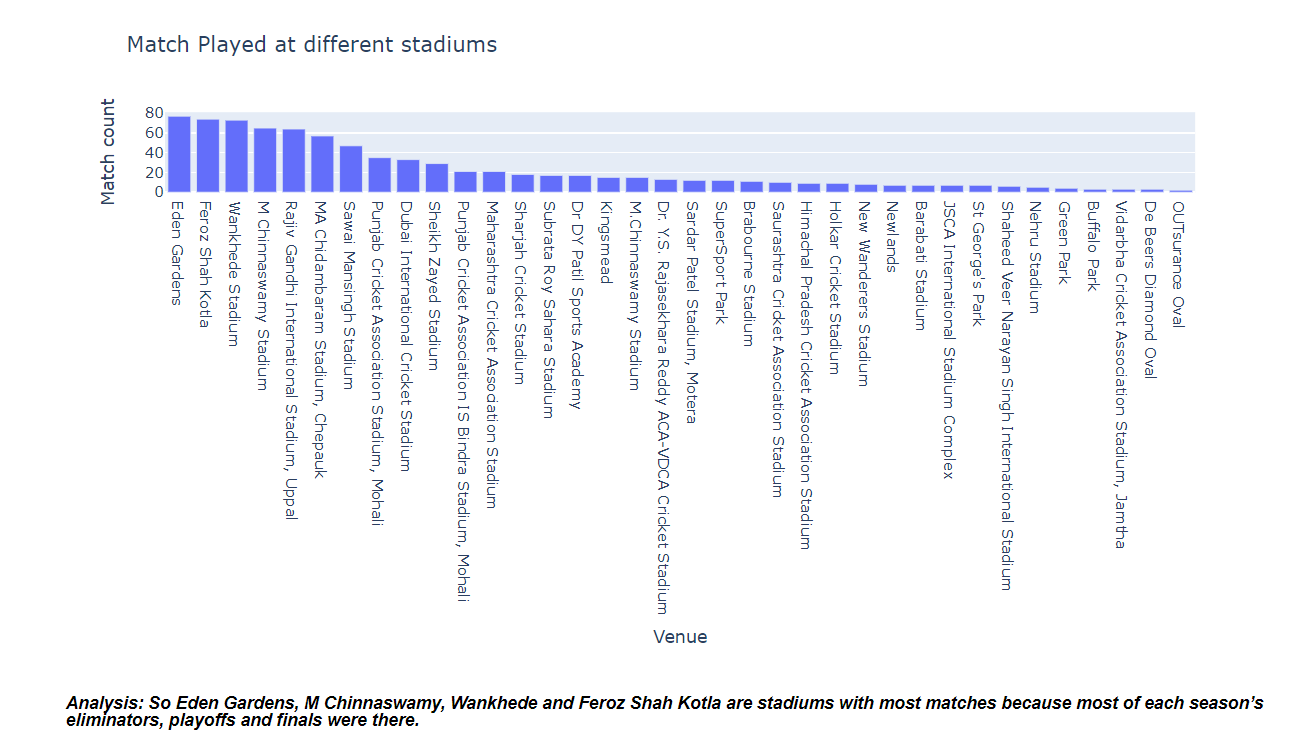 Match Played at different stadiums
Match count
80
60
40
20
0
Eden Gardens
Feroz Shah Kotla
Wankhede Stadium
M Chinnaswamy Stadium
Rajiv Gandhi International Stadium, Uppal
MA Chidambaram Stadium, Chepauk
Sawai Mansingh Stadium
Punjab Cricket Association Stadium, Mohali
Dubai International Cricket Stadium
Sheikh Zayed Stadium
Punjab Cricket Association IS Bindra Stadium, Mohali
Maharashtra Cricket Association Stadium
Sharjah Cricket Stadium
Subrata Roy Sahara Stadium
Dr DY Patil Sports Academy
Kingsmead
M.Chinnaswamy Stadium
Dr. Y.S. Rajasekhara Reddy ACA-VDCA Cricket Stadium
Sardar Patel Stadium, Motera
SuperSport Park
Brabourne Stadium
Saurashtra Cricket Association Stadium
Himachal Pradesh Cricket Association Stadium
Holkar Cricket Stadium
New Wanderers Stadium
Newlands
Barabati Stadium
JSCA International Stadium Complex
St George's Park
Shaheed Veer Narayan Singh International Stadium
Nehru Stadium
Green Park
Buffalo Park
Vidarbha Cricket Association Stadium, Jamtha
De Beers Diamond Oval
OUTsurance Oval
Venue
Analysis: So Eden Gardens, M Chinnaswamy, Wankhede and Feroz Shah Kotla are stadiums with most matches because most of each season’s
eliminators, playoffs and finals were there.